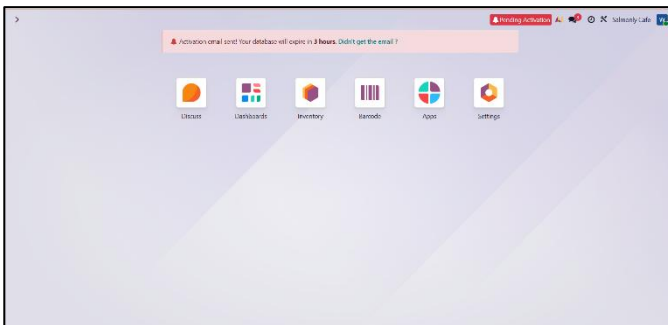 Pending Activation
Salmonly Cafe
Activation email sent! Your database will expire in 3 hours. Didn't get the email ?
Discuss
Dashboards
Inventory
Barcode
Apps
Settings